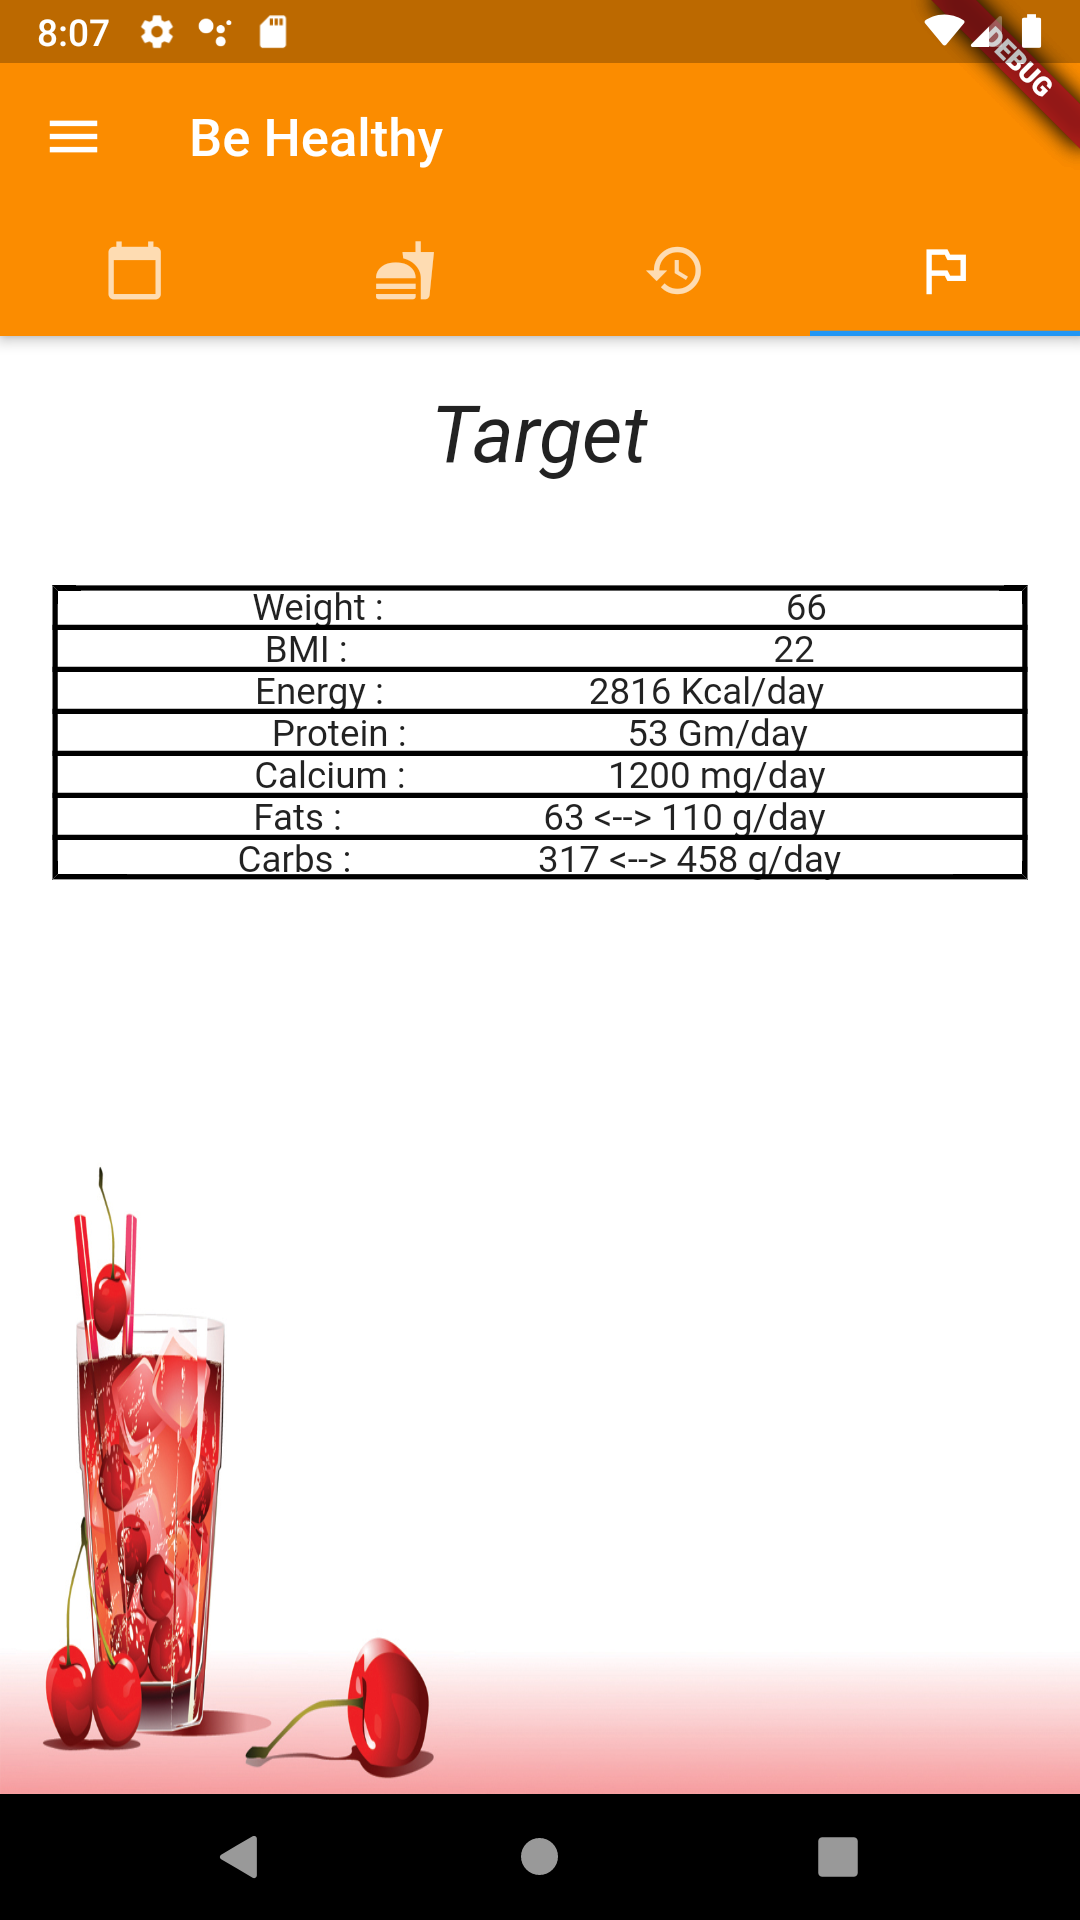 8:07
DEBUG
Be Healthy
Target
Weight : 66
BMI : 22
Energy : 2816 Kcal/day
Protein : 53 Gm/day
Calcium : 1200 mg/day
Fats : 63 <--> 110 g/day
Carbs : 317 <--> 458 g/day